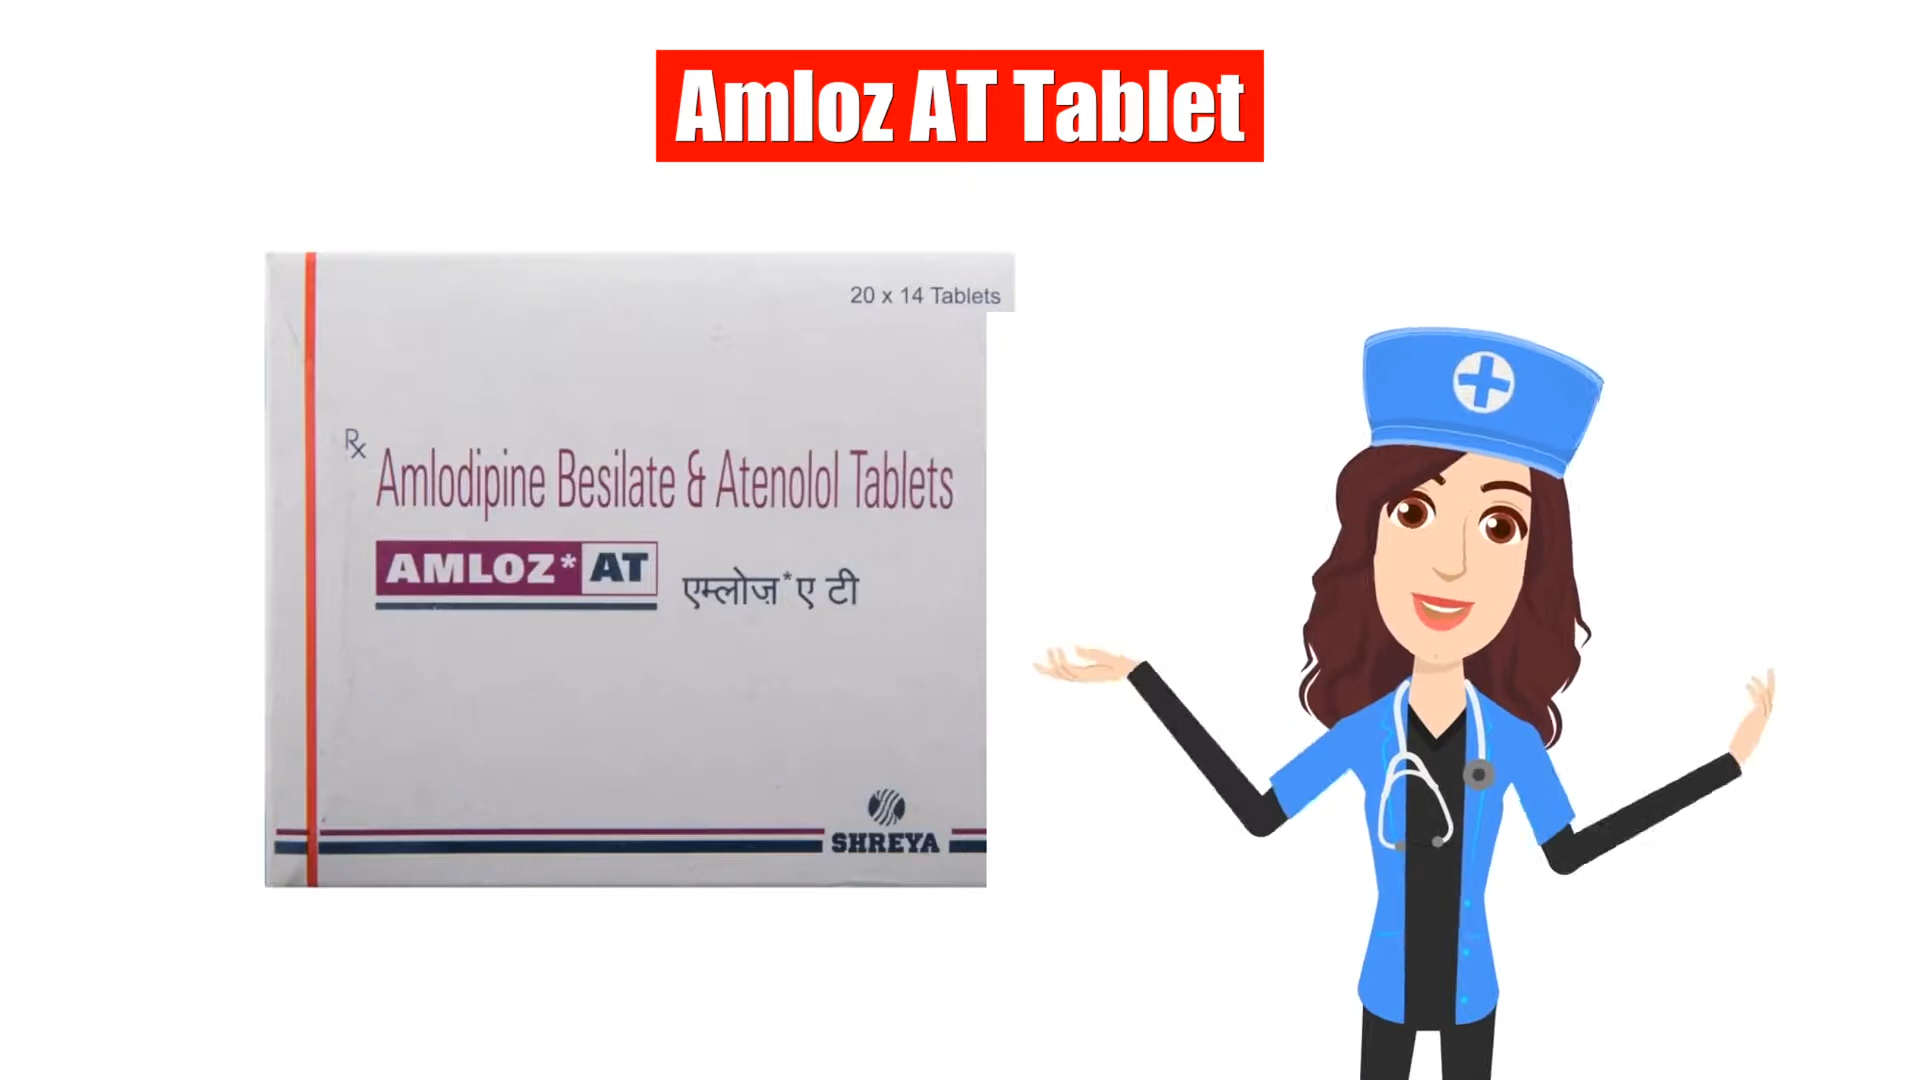 Amloz AT Tablet
20 x 14 Tablets
Rx
Amlodipine Besilate & Atenolol Tablets
AMLOZ* AT
एम्लोज़* ए टी
SHREYA